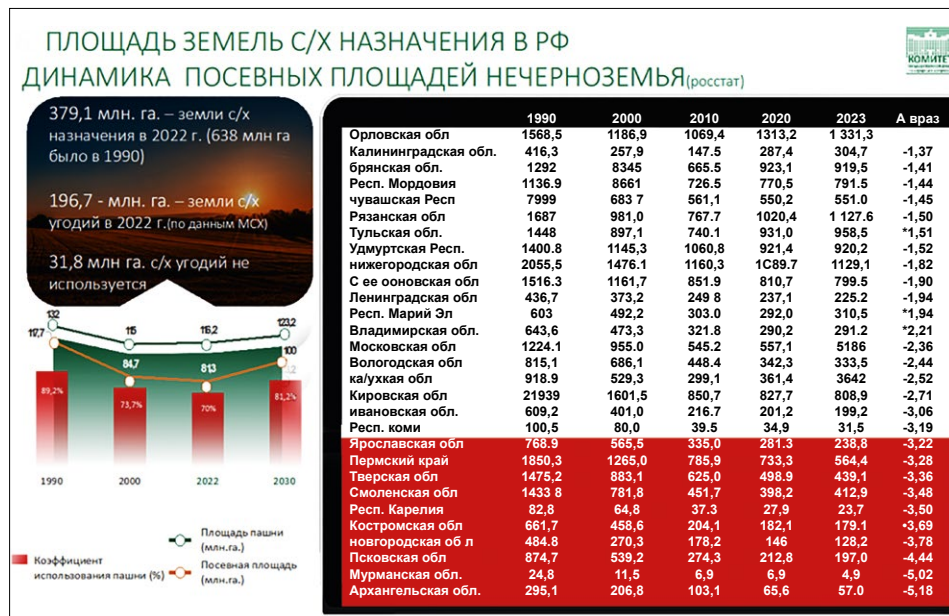 ПЛОЩАДЬ ЗЕМЕЛЬ С/Х НАЗНАЧЕНИЯ В РФ
ДИНАМИКА ПОСЕВНЫХ ПЛОЩАДЕЙ НЕЧЕРНОЗЕМЬЯ(росстат)
КОМИТЕТ
379,1 млн. га. – земли с/х
назначения в 2022 г. (638 млн га
было в 1990)
196,7 - млн. га. – земли с/х
угодий в 2022 г.(по данным МСХ)
31,8 млн га. с/х угодий не
используется
132 115 116,2 123,2
117,7 84,7 81,3 100
89,2% 73,7% 70% 81,2%
1990 2000 2022 2030
Площадь пашни
(млн.га.)
Коэффициент
использования пашни (%)
Посевная площадь
(млн.га.)
1990 2000 2010 2020 2023 А враз
Орловская обл 1568,5 1186,9 1069,4 1313,2 1 331,3
Калининградская обл. 416,3 257,9 147.5 287,4 304,7 -1,37
брянская обл. 1292 8345 665.5 923,1 919,5 -1,41
Респ. Мордовия 1136.9 8661 726.5 770,5 791.5 -1,44
чувашская Респ 7999 683 7 561,1 550,2 551.0 -1,45
Рязанская обл 1687 981,0 767.7 1020,4 1 127.6 -1,50
Тульская обл. 1448 897,1 740.1 931,0 958,5 *1,51
Удмуртская Респ. 1400.8 1145,3 1060,8 921,4 920,2 -1,52
нижегородская обл 2055,5 1476.1 1160,3 1С89.7 1129,1 -1,82
С ее ооновская обл 1516.3 1161,7 851.9 810,7 799.5 -1,90
Ленинградская обл 436,7 373,2 249 8 237,1 225.2 -1,94
Респ. Марий Эл 603 492,2 303.0 292,0 310,5 *1,94
Владимирская обл. 643,6 473,3 321.8 290,2 291.2 *2,21
Московская обл 1224.1 955.0 545.2 557,1 5186 -2,36
Вологодская обл 815,1 686,1 448.4 342,3 333,5 -2,44
ка/ухкая обл 918.9 529,3 299,1 361,4 3642 -2,52
Кировская обл 21939 1601,5 850,7 827,7 808,9 -2,71
ивановская обл. 609,2 401,0 216.7 201,2 199,2 -3,06
Респ. коми 100,5 80,0 39.5 34,9 31,5 -3,19
Ярославская обл 768.9 565,5 335,0 281.3 238,8 -3,22
Пермский край 1850,3 1265,0 785,9 733,3 564,4 -3,28
Тверская обл 1475,2 883,1 625,0 498.9 439,1 -3,36
Смоленская обл 1433 8 781,8 451,7 398,2 412,9 -3,48
Респ. Карелия 82,8 64,8 37.3 27,9 23,7 -3,50
Костромская обл 661,7 458,6 204,1 182,1 179.1 •3,69
новгородская об л 484.8 270,3 178,2 146 128,2 -3,78
Псковская обл 874,7 539,2 274,3 212,8 197,0 -4,44
Мурманская обл. 24,8 11,5 6,9 6,9 4,9 -5,02
Архангельская обл. 295,1 206,8 103,1 65,6 57.0 -5,18